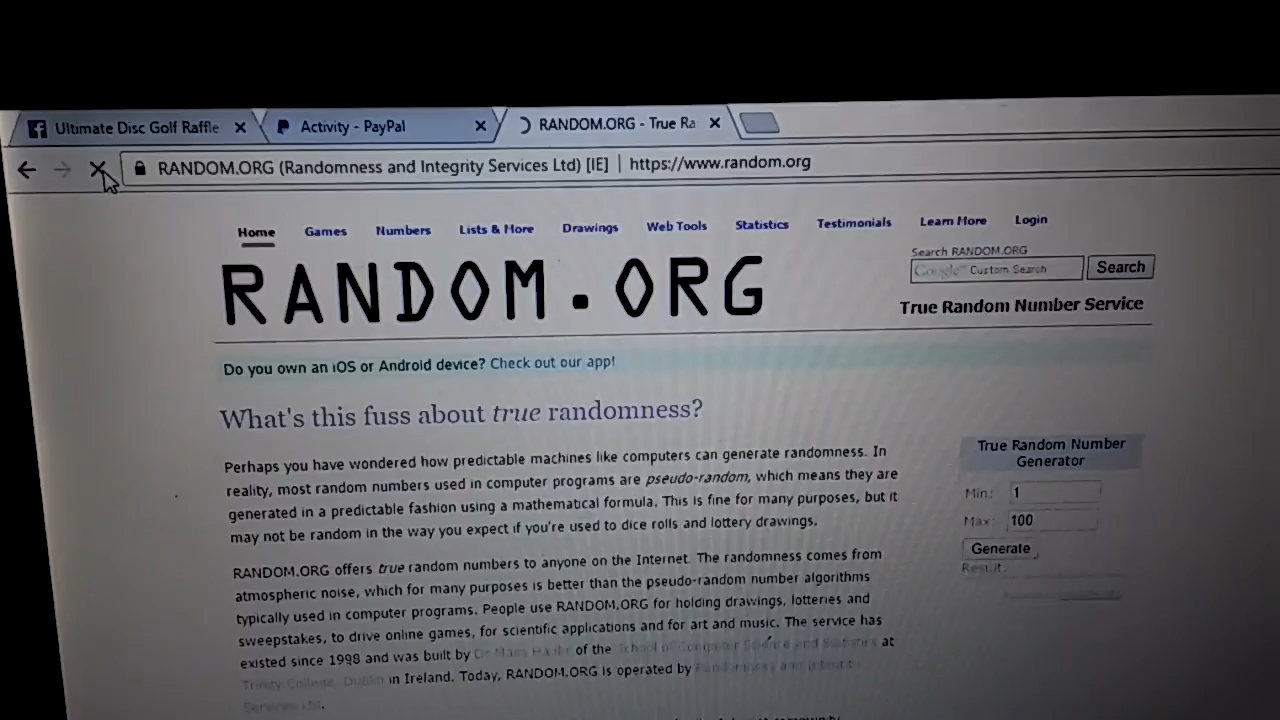 Ultimate Disc Golf Raffle
Activity - PayPal
RANDOM.ORG - True Ra
RANDOM.ORG (Randomness and Integrity Services Ltd) [IE] | https://www.random.org
Home Games Numbers Lists & More Drawings Web Tools Statistics Testimonials Learn More Login
RANDOM.ORG
Search RANDOM.ORG
Google™ Custom Search
Search
True Random Number Service
Do you own an iOS or Android device? Check out our app!
What's this fuss about true randomness?
Perhaps you have wondered how predictable machines like computers can generate randomness. In
reality, most random numbers used in computer programs are pseudo-random, which means they are
generated in a predictable fashion using a mathematical formula. This is fine for many purposes, but it
may not be random in the way you expect if you're used to dice rolls and lottery drawings.
RANDOM.ORG offers true random numbers to anyone on the Internet. The randomness comes from
atmospheric noise, which for many purposes is better than the pseudo-random number algorithms
typically used in computer programs. People use RANDOM.ORG for holding drawings, lotteries and
sweepstakes, to drive online games, for scientific applications and for art and music. The service has
existed since 1998 and was built by Dr Mads Haahr of the School of Computer Science and Statistics at
Trinity College, Dublin in Ireland. Today, RANDOM.ORG is operated by Randomness and Integrity
Services Ltd.
True Random Number
Generator
Min: 1
Max: 100
Generate
Result: